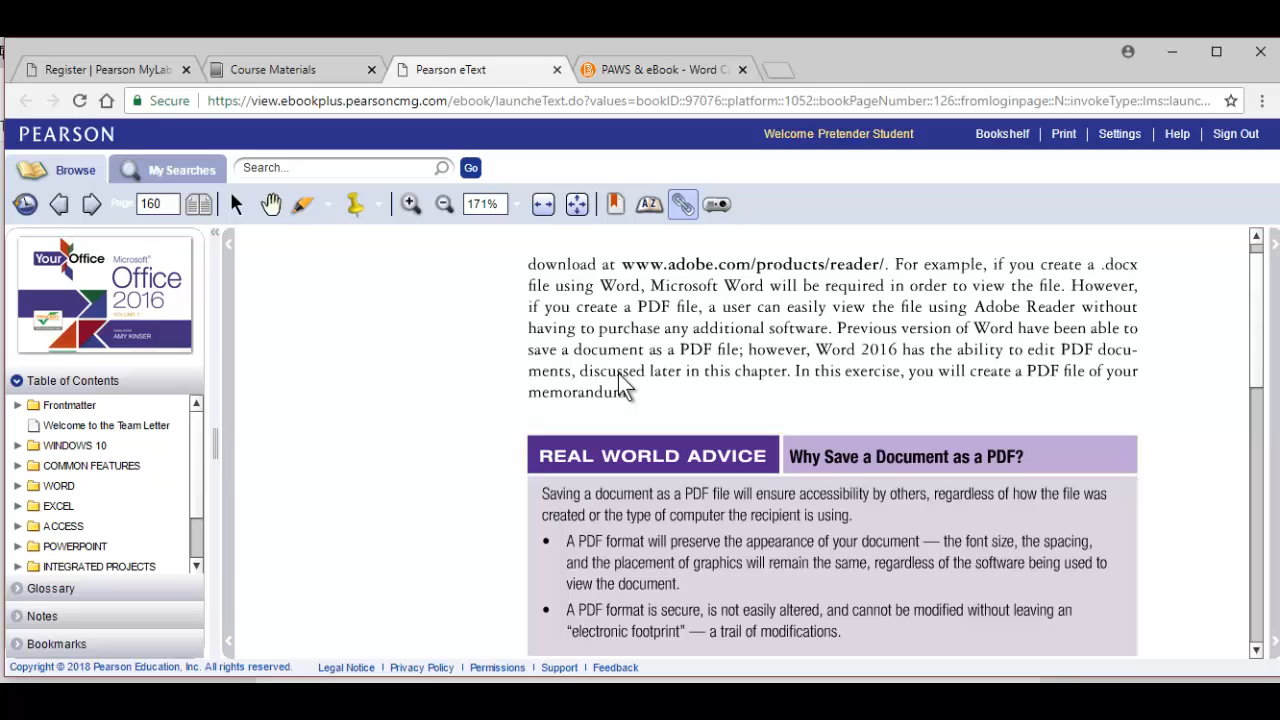 Register | Pearson MyLab
Course Materials
Pearson eText
PAWS & eBook - Word C
Secure
https://view.ebookplus.pearsoncmg.com/ebook/launcheText.do?values=bookID::97076::platform::1052::bookPageNumber::126::fromloginpage::N::invokeType::lms::launc...
PEARSON
Welcome Pretender Student
Bookshelf | Print | Settings | Help | Sign Out
Browse
My Searches
Search...
Go
Page 160
171%
YourOffice
Microsoft®
Office
2016
VOLUME 1
AMY KINSER
Table of Contents
Frontmatter
Welcome to the Team Letter
WINDOWS 10
COMMON FEATURES
WORD
EXCEL
ACCESS
POWERPOINT
INTEGRATED PROJECTS
Glossary
Notes
Bookmarks
download at www.adobe.com/products/reader/. For example, if you create a .docx
file using Word, Microsoft Word will be required in order to view the file. However,
if you create a PDF file, a user can easily view the file using Adobe Reader without
having to purchase any additional software. Previous version of Word have been able to
save a document as a PDF file; however, Word 2016 has the ability to edit PDF docu-
ments, discussed later in this chapter. In this exercise, you will create a PDF file of your
memorandum.
REAL WORLD ADVICE
Why Save a Document as a PDF?
Saving a document as a PDF file will ensure accessibility by others, regardless of how the file was
created or the type of computer the recipient is using.
• A PDF format will preserve the appearance of your document — the font size, the spacing,
and the placement of graphics will remain the same, regardless of the software being used to
view the document.
• A PDF format is secure, is not easily altered, and cannot be modified without leaving an
“electronic footprint” — a trail of modifications.
Copyright © 2018 Pearson Education, Inc. All rights reserved.
Legal Notice | Privacy Policy | Permissions | Support | Feedback